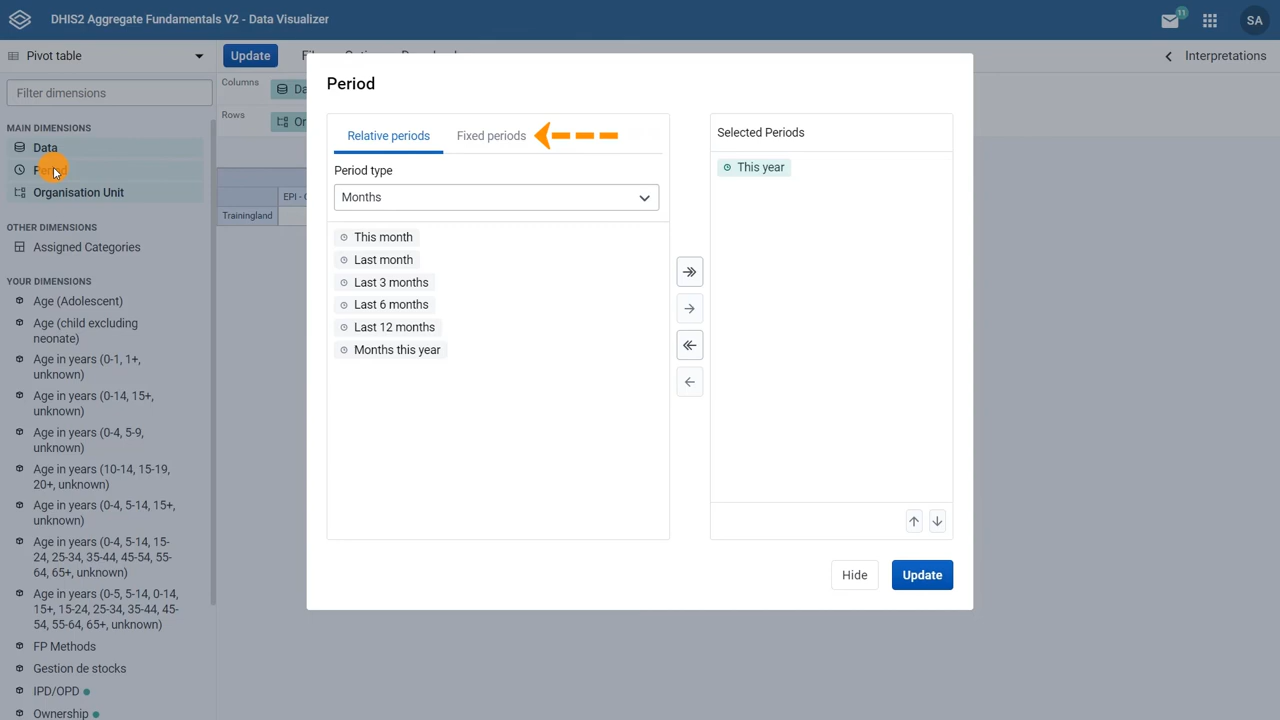 DHIS2 Aggregate Fundamentals V2 - Data Visualizer
11
SA
Pivot table
Update
Interpretations
Filter dimensions
Columns
Rows
MAIN DIMENSIONS
Data
Organisation Unit
OTHER DIMENSIONS
Assigned Categories
YOUR DIMENSIONS
Age (Adolescent)
Age (child excluding
neonate)
Age in years (0-1, 1+,
unknown)
Age in years (0-14, 15+,
unknown)
Age in years (0-4, 5-9,
unknown)
Age in years (10-14, 15-19,
20+, unknown)
Age in years (0-4, 5-14, 15+,
unknown)
Age in years (0-4, 5-14, 15-
24, 25-34, 35-44, 45-54, 55-
64, 65+, unknown)
Age in years (0-5, 5-14, 0-14,
15+, 15-24, 25-34, 35-44, 45-
54, 55-64, 65+, unknown)
FP Methods
Gestion de stocks
IPD/OPD
Ownership
EPI -
Trainingland
Period
Relative periods
Fixed periods
Period type
Months
This month
Last month
Last 3 months
Last 6 months
Last 12 months
Months this year
Selected Periods
This year
Hide
Update